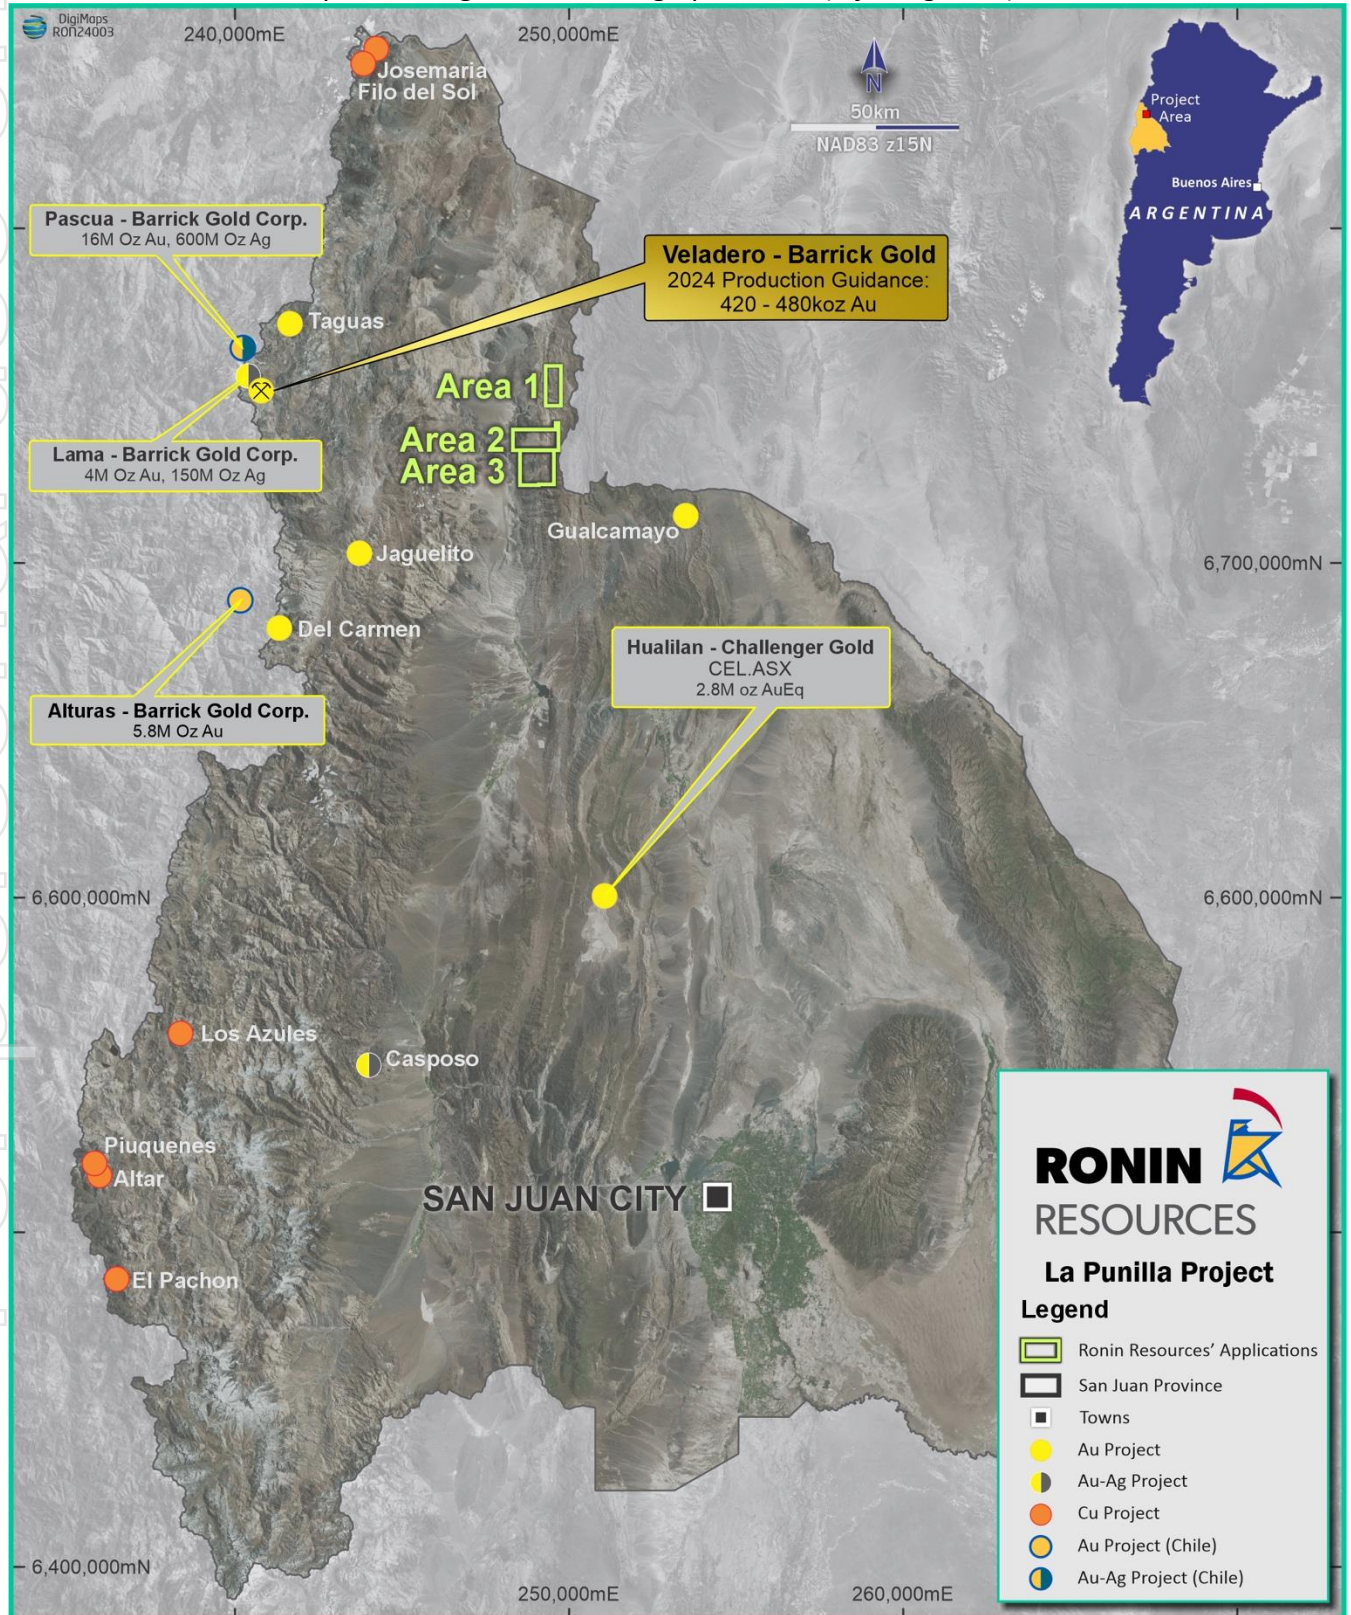 DigiMaps
RON24003
240,000mE
250,000mE
Josemaria
Filo del Sol
N
50km
NAD83 z15N
Project
Area
Buenos Aires
ARGENTINA
Pascua - Barrick Gold Corp.
16M Oz Au, 600M Oz Ag
Veladero - Barrick Gold
2024 Production Guidance:
420 - 480koz Au
Taguas
Area 1
Area 2
Area 3
Lama - Barrick Gold Corp.
4M Oz Au, 150M Oz Ag
Gualcamayo
Jaguelito
6,700,000mN
Del Carmen
Hualilan - Challenger Gold
CEL.ASX
2.8M oz AuEq
Alturas - Barrick Gold Corp.
5.8M Oz Au
6,600,000mN
6,600,000mN
Los Azules
Casposo
Piuquenes
Altar
SAN JUAN CITY
El Pachon
RONIN
RESOURCES
La Punilla Project
Legend
Ronin Resources' Applications
San Juan Province
Towns
Au Project
Au-Ag Project
Cu Project
Au Project (Chile)
Au-Ag Project (Chile)
6,400,000mN
250,000mE
260,000mE